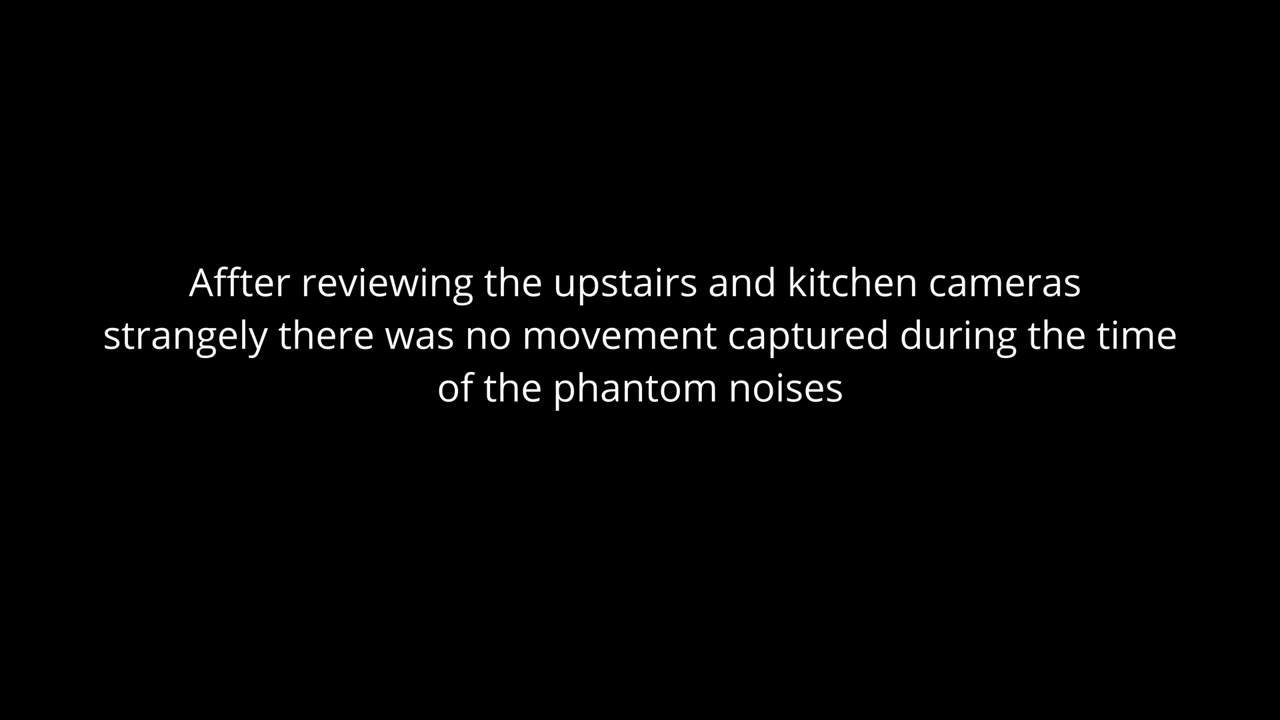 Affter reviewing the upstairs and kitchen cameras
strangely there was no movement captured during the time
of the phantom noises